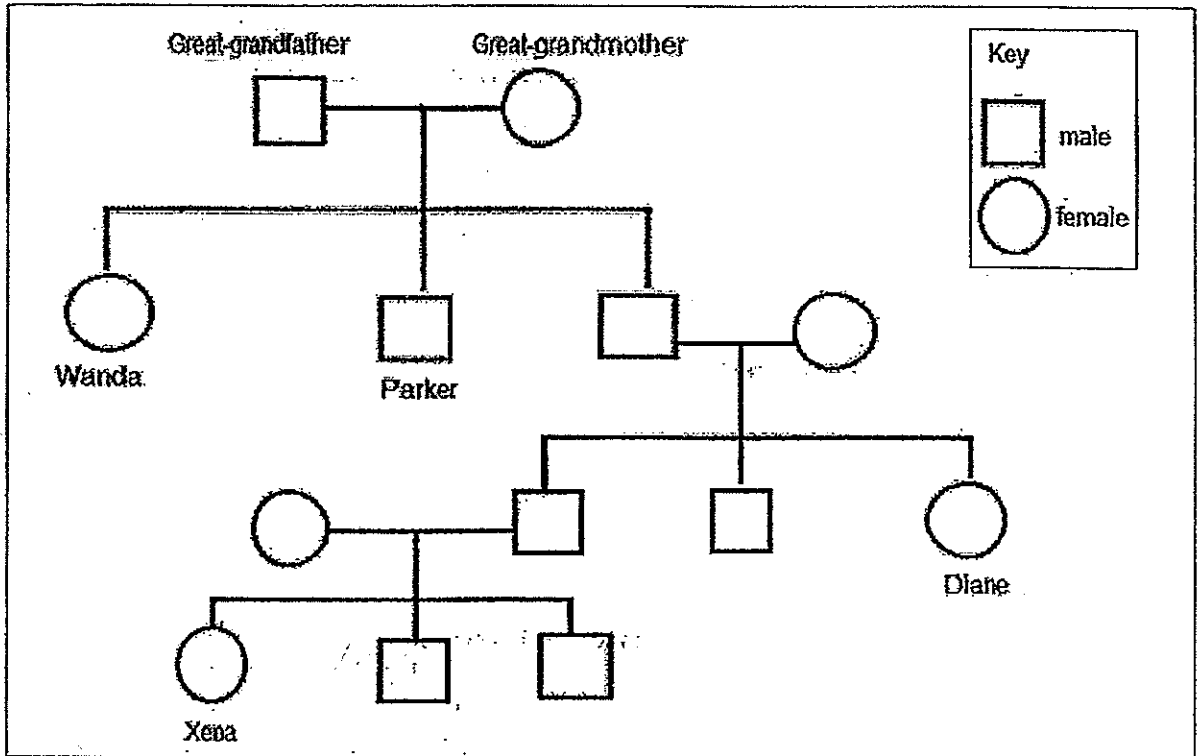 Great-grandfather
Great-grandmother
Key
male
female
Wanda
Parker
Diane
Xena